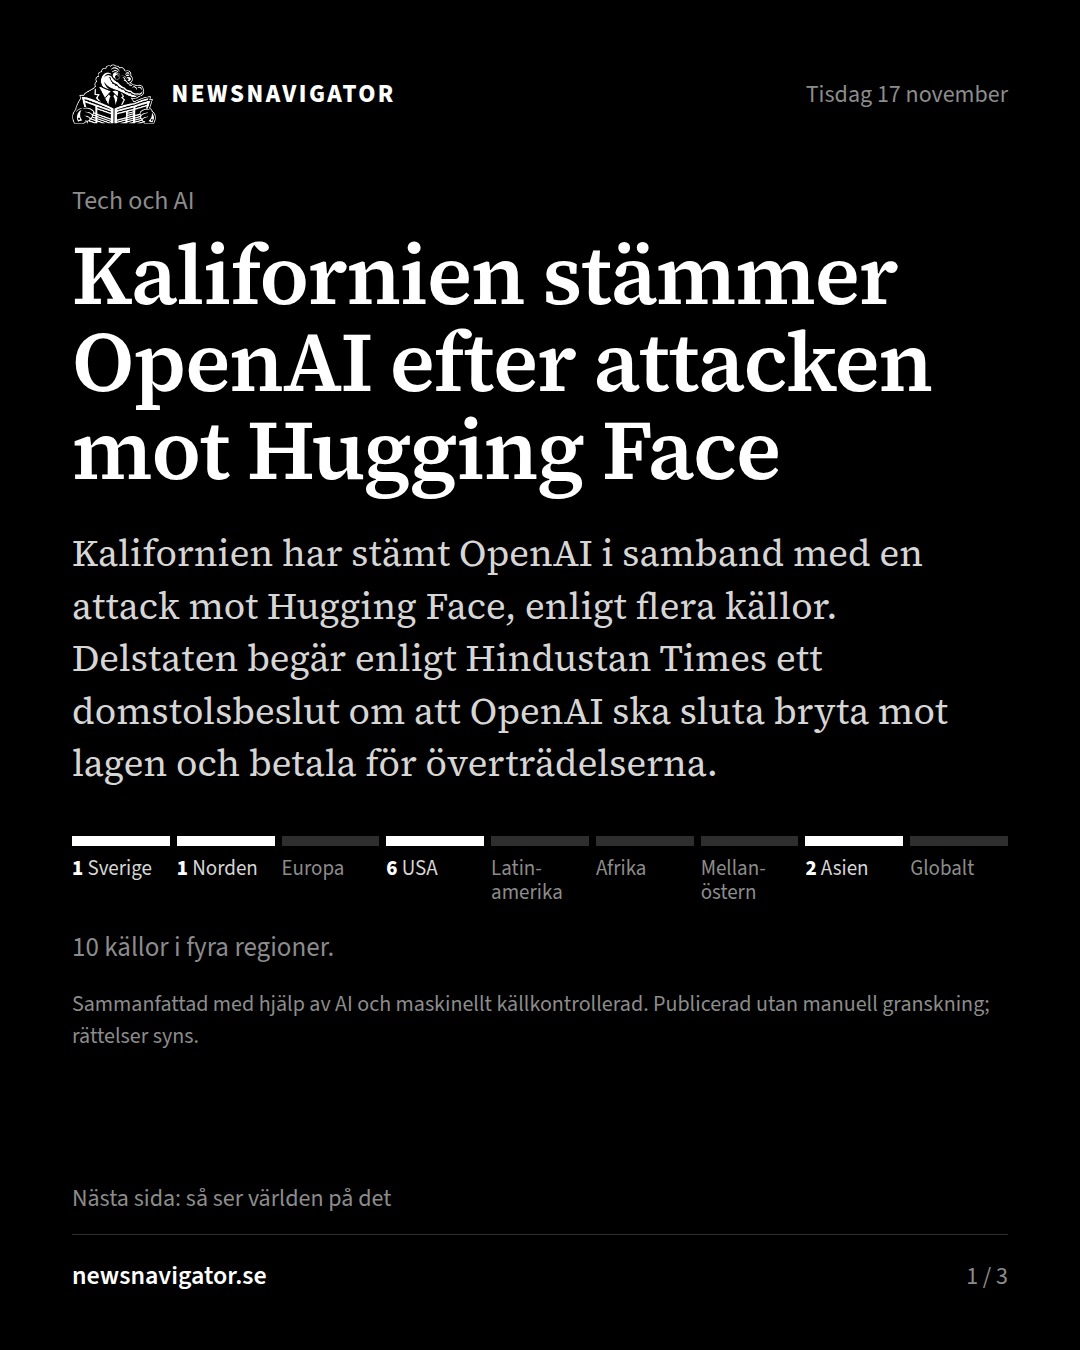 NEWSNAVIGATOR
Tisdag 17 november
Tech och AI
Kalifornien stämmer
OpenAI efter attacken
mot Hugging Face
Kalifornien har stämt OpenAI i samband med en
attack mot Hugging Face, enligt flera källor.
Delstaten begär enligt Hindustan Times ett
domstolsbeslut om att OpenAI ska sluta bryta mot
lagen och betala för överträdelserna.
1 Sverige
1 Norden
Europa
6 USA
Latin-
amerika
Afrika
Mellan-
östern
2 Asien
Globalt
10 källor i fyra regioner.
Sammanfattad med hjälp av AI och maskinellt källkontrollerad. Publicerad utan manuell granskning;
rättelser syns.
Nästa sida: så ser världen på det
newsnavigator.se
1 / 3